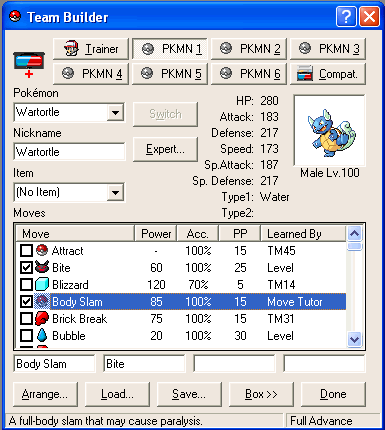 Team Builder
Trainer PKMN 1 PKMN 2 PKMN 3
PKMN 4 PKMN 5 PKMN 6 Compat.
Pokémon
Wartortle
Switch
Nickname
Wartortle
Expert...
Item
(No Item)
HP: 280
Attack: 183
Defense: 217
Speed: 173
Sp.Attack: 187
Sp. Defense: 217
Type1: Water
Type2:
Male Lv.100
Moves
Move Power Acc. PP Learned By
Attract - 100% 15 TM45
Bite 60 100% 25 Level
Blizzard 120 70% 5 TM14
Body Slam 85 100% 15 Move Tutor
Brick Break 75 100% 15 TM31
Bubble 20 100% 30 Level
Body Slam Bite
Arrange... Load... Save... Box >> Done
A full-body slam that may cause paralysis. Full Advance